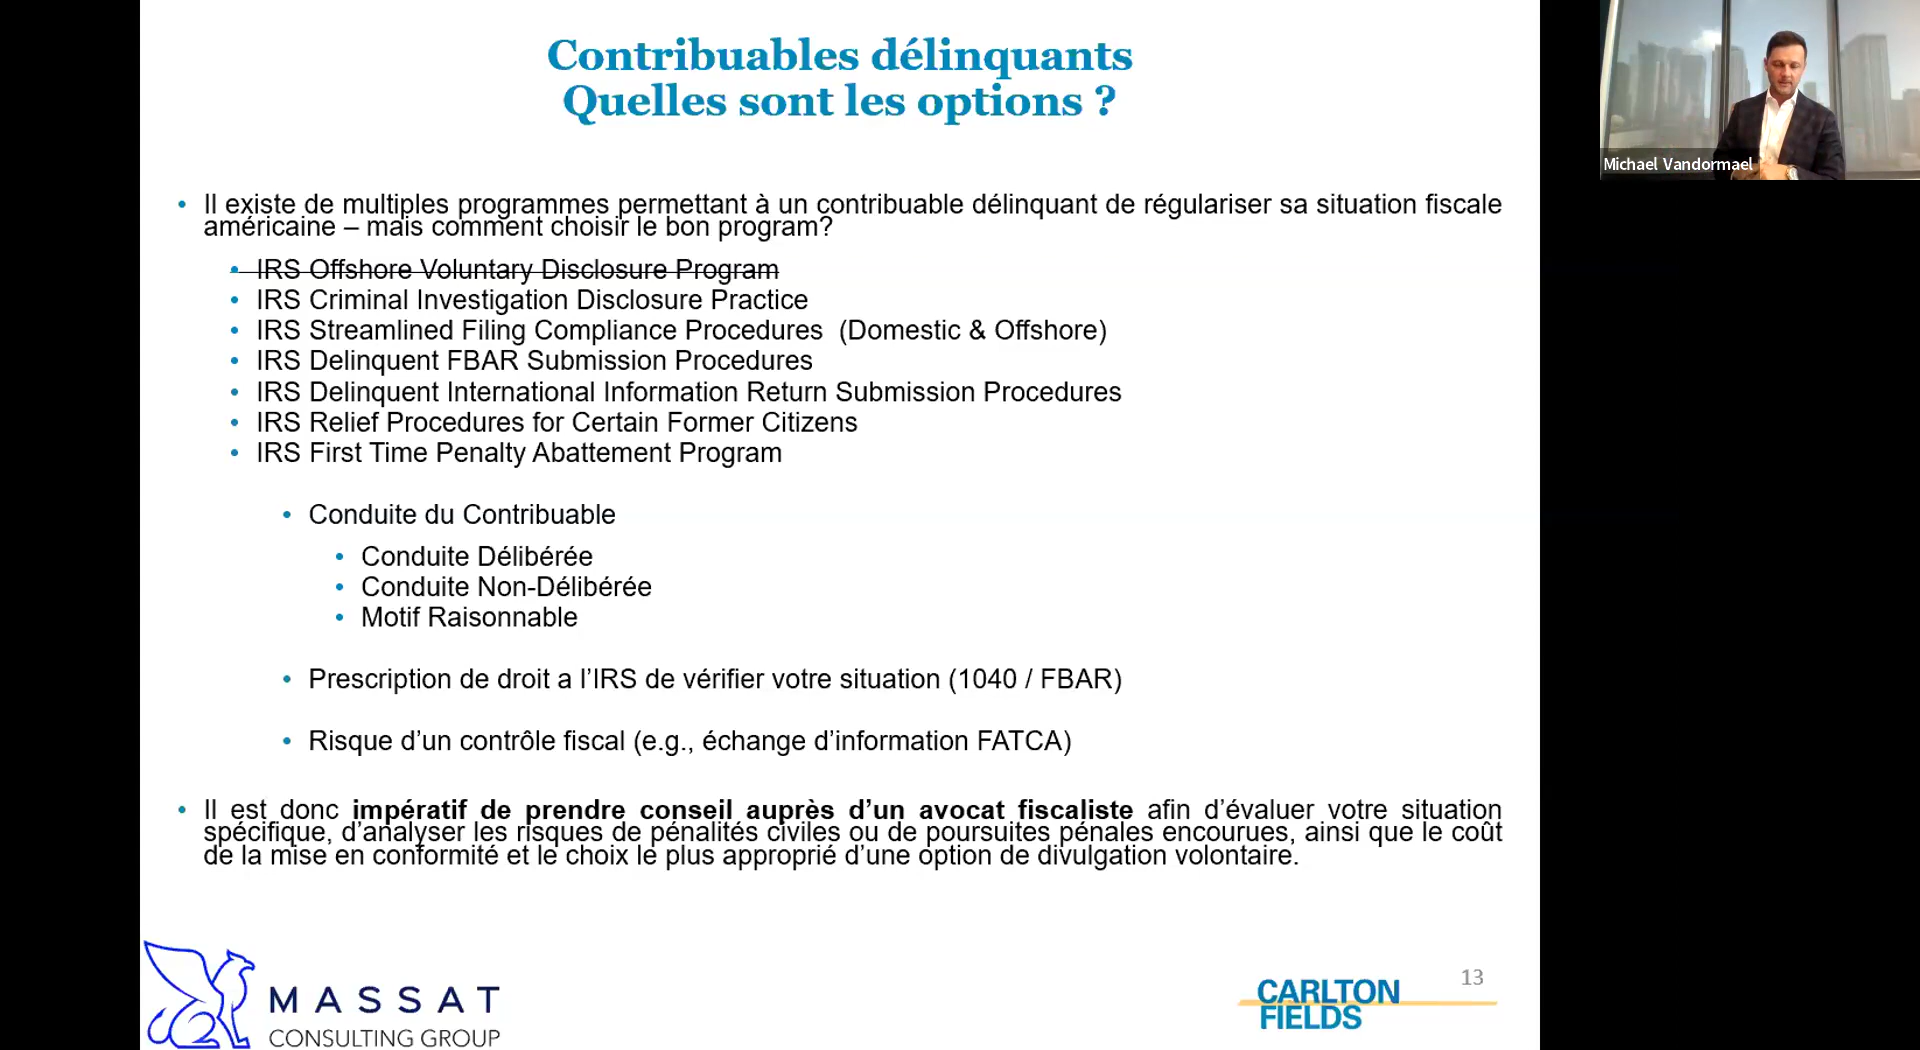 Contribuables délinquants
Quelles sont les options ?
Michael Vandormael
• Il existe de multiples programmes permettant à un contribuable délinquant de régulariser sa situation fiscale
américaine – mais comment choisir le bon program?
• IRS Offshore Voluntary Disclosure Program
• IRS Criminal Investigation Disclosure Practice
• IRS Streamlined Filing Compliance Procedures (Domestic & Offshore)
• IRS Delinquent FBAR Submission Procedures
• IRS Delinquent International Information Return Submission Procedures
• IRS Relief Procedures for Certain Former Citizens
• IRS First Time Penalty Abattement Program
• Conduite du Contribuable
• Conduite Délibérée
• Conduite Non-Délibérée
• Motif Raisonnable
• Prescription de droit a l’IRS de vérifier votre situation (1040 / FBAR)
• Risque d’un contrôle fiscal (e.g., échange d’information FATCA)
• Il est donc impératif de prendre conseil auprès d’un avocat fiscaliste afin d’évaluer votre situation
spécifique, d’analyser les risques de pénalités civiles ou de poursuites pénales encourues, ainsi que le coût
de la mise en conformité et le choix le plus approprié d’une option de divulgation volontaire.
MASSAT
CONSULTING GROUP
CARLTON
FIELDS
13